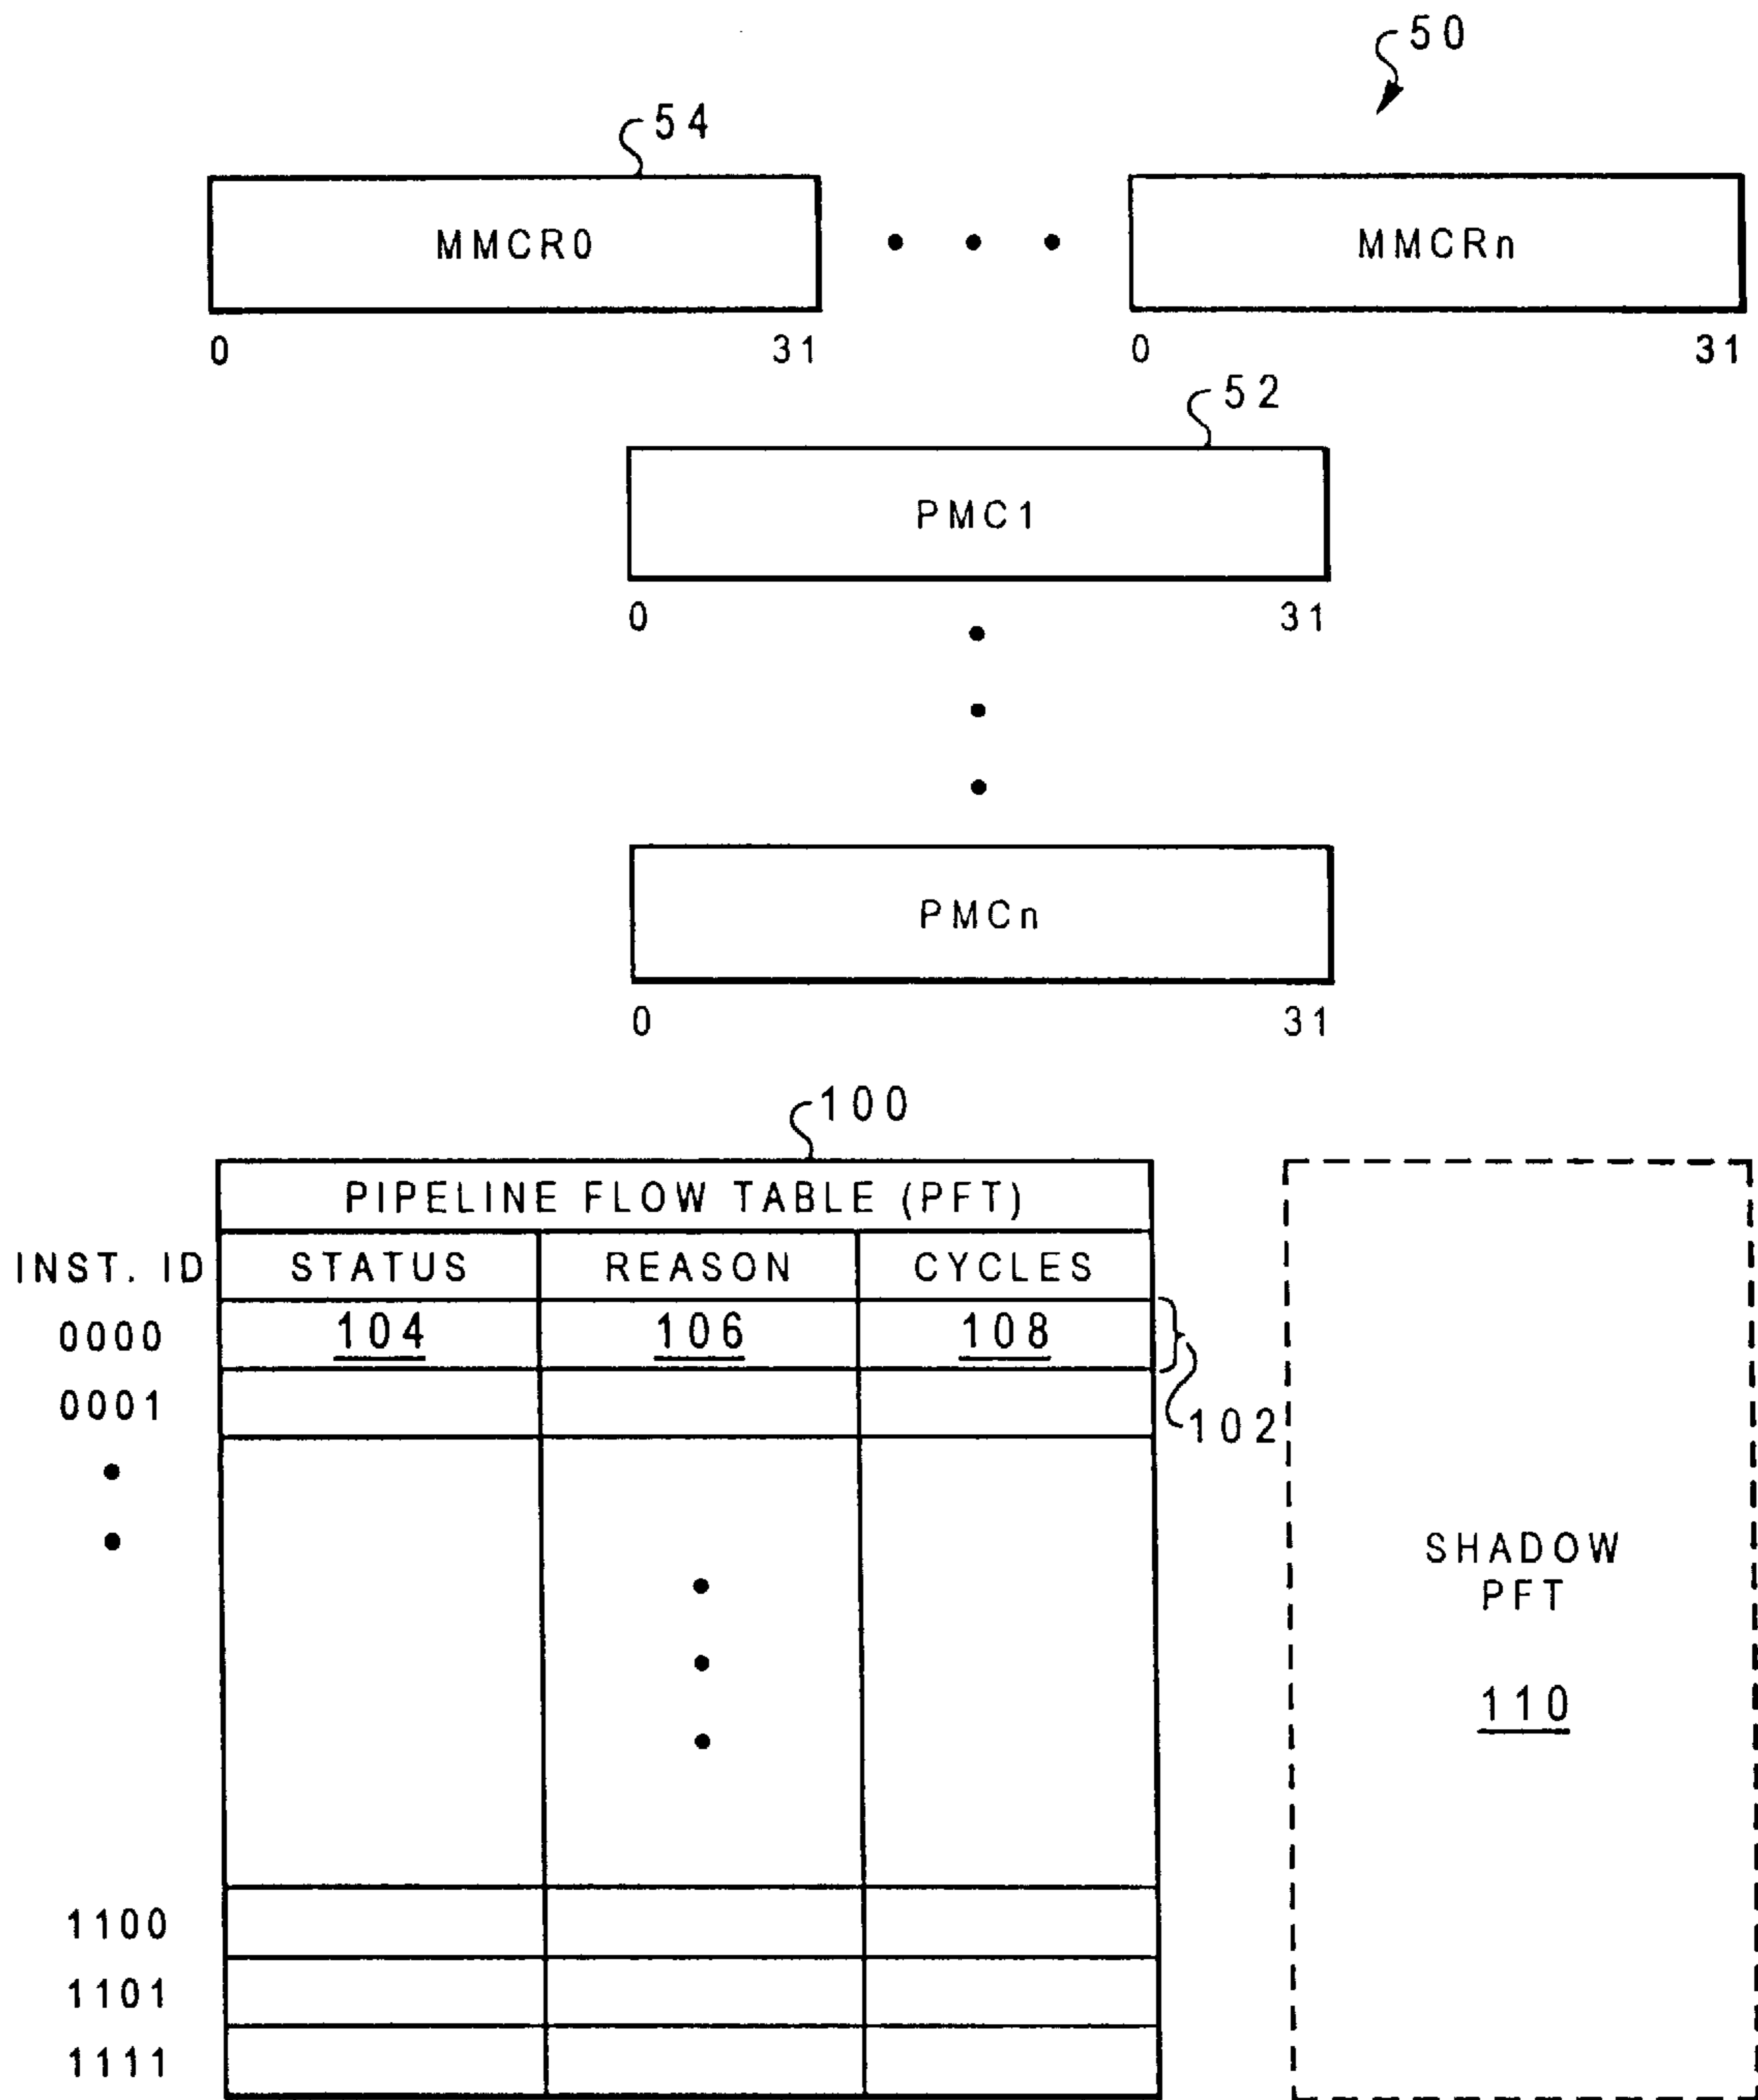 50
54
MMCR0 MMCRn
0 31 0 31
52
PMC1
0 31
PMCn
0 31
100
PIPELINE FLOW TABLE (PFT)
INST. ID STATUS REASON CYCLES
0000 104 106 108
0001 102
SHADOW
PFT
110
1100
1101
1111